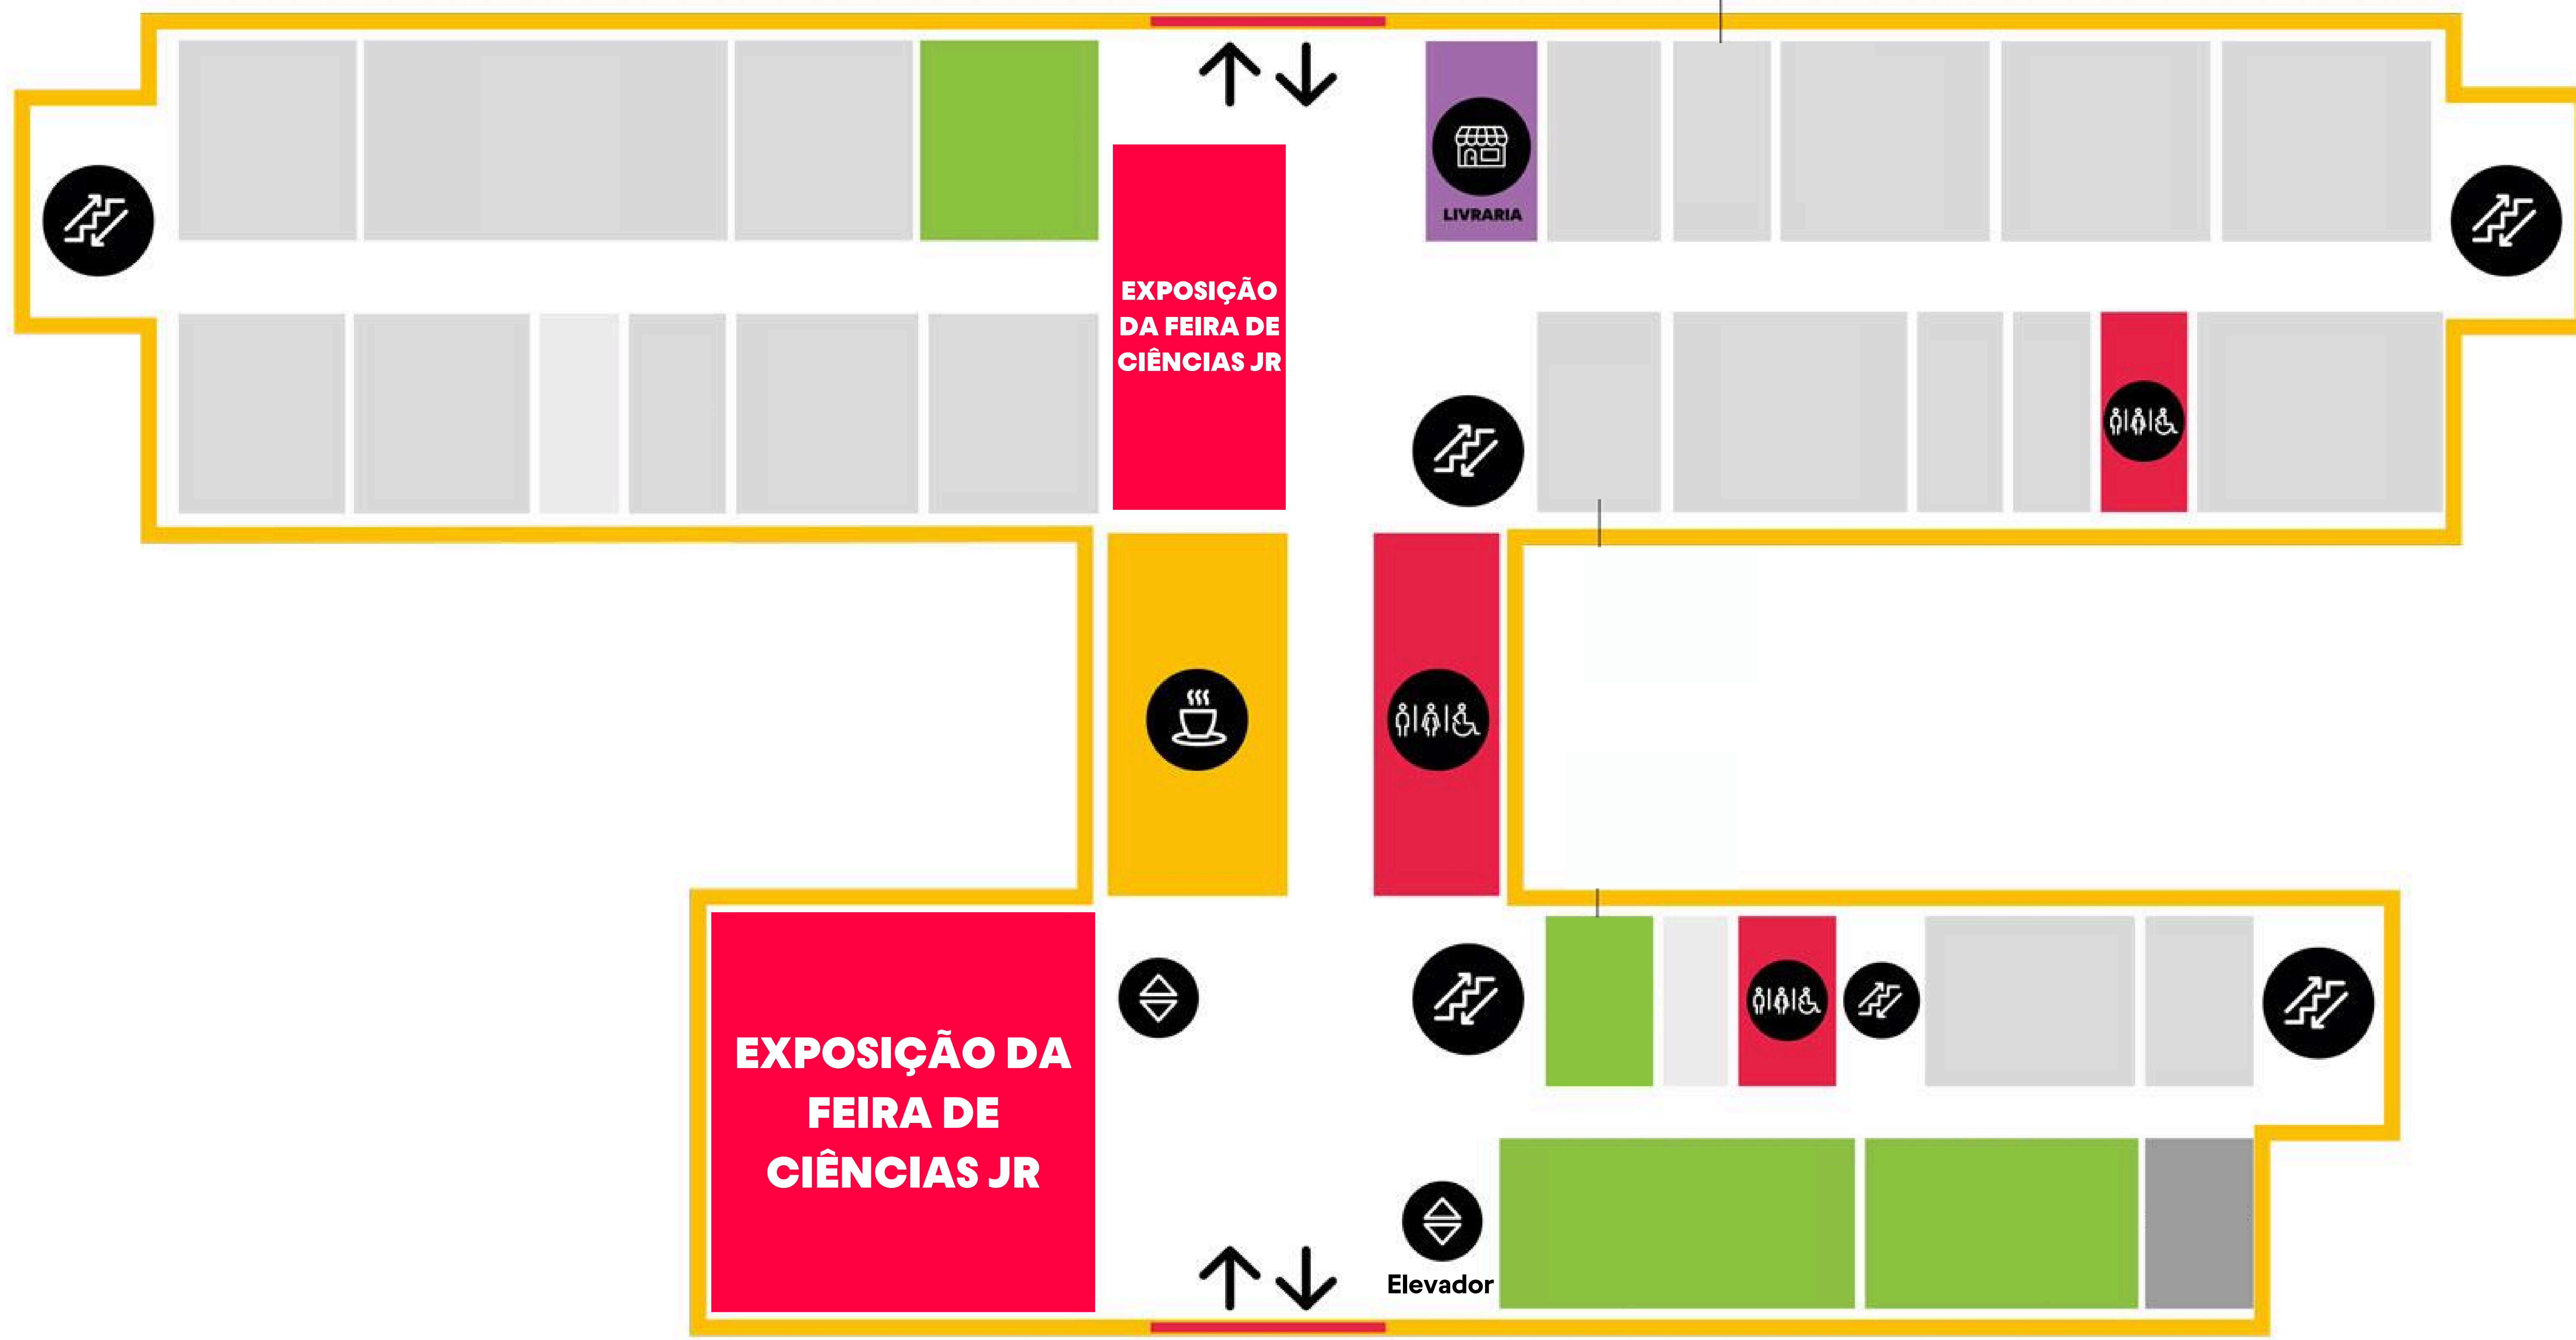 LIVRARIA
EXPOSIÇÃO
DA FEIRA DE
CIÊNCIAS JR
EXPOSIÇÃO DA
FEIRA DE
CIÊNCIAS JR
Elevador